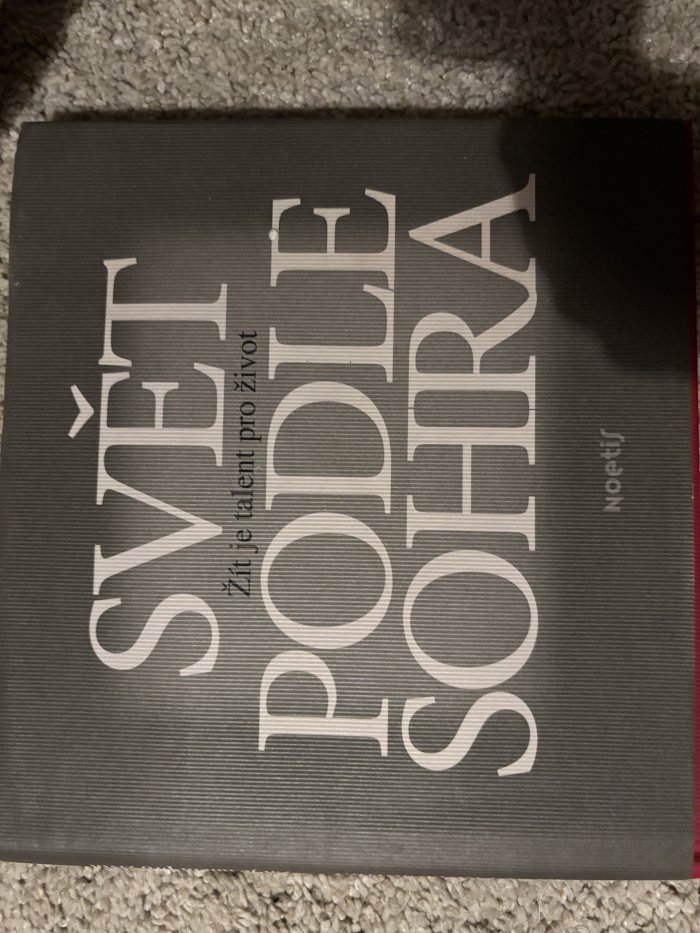 SVĚT
Žít je talent pro život
PODLE
SOHRA
NOETIS